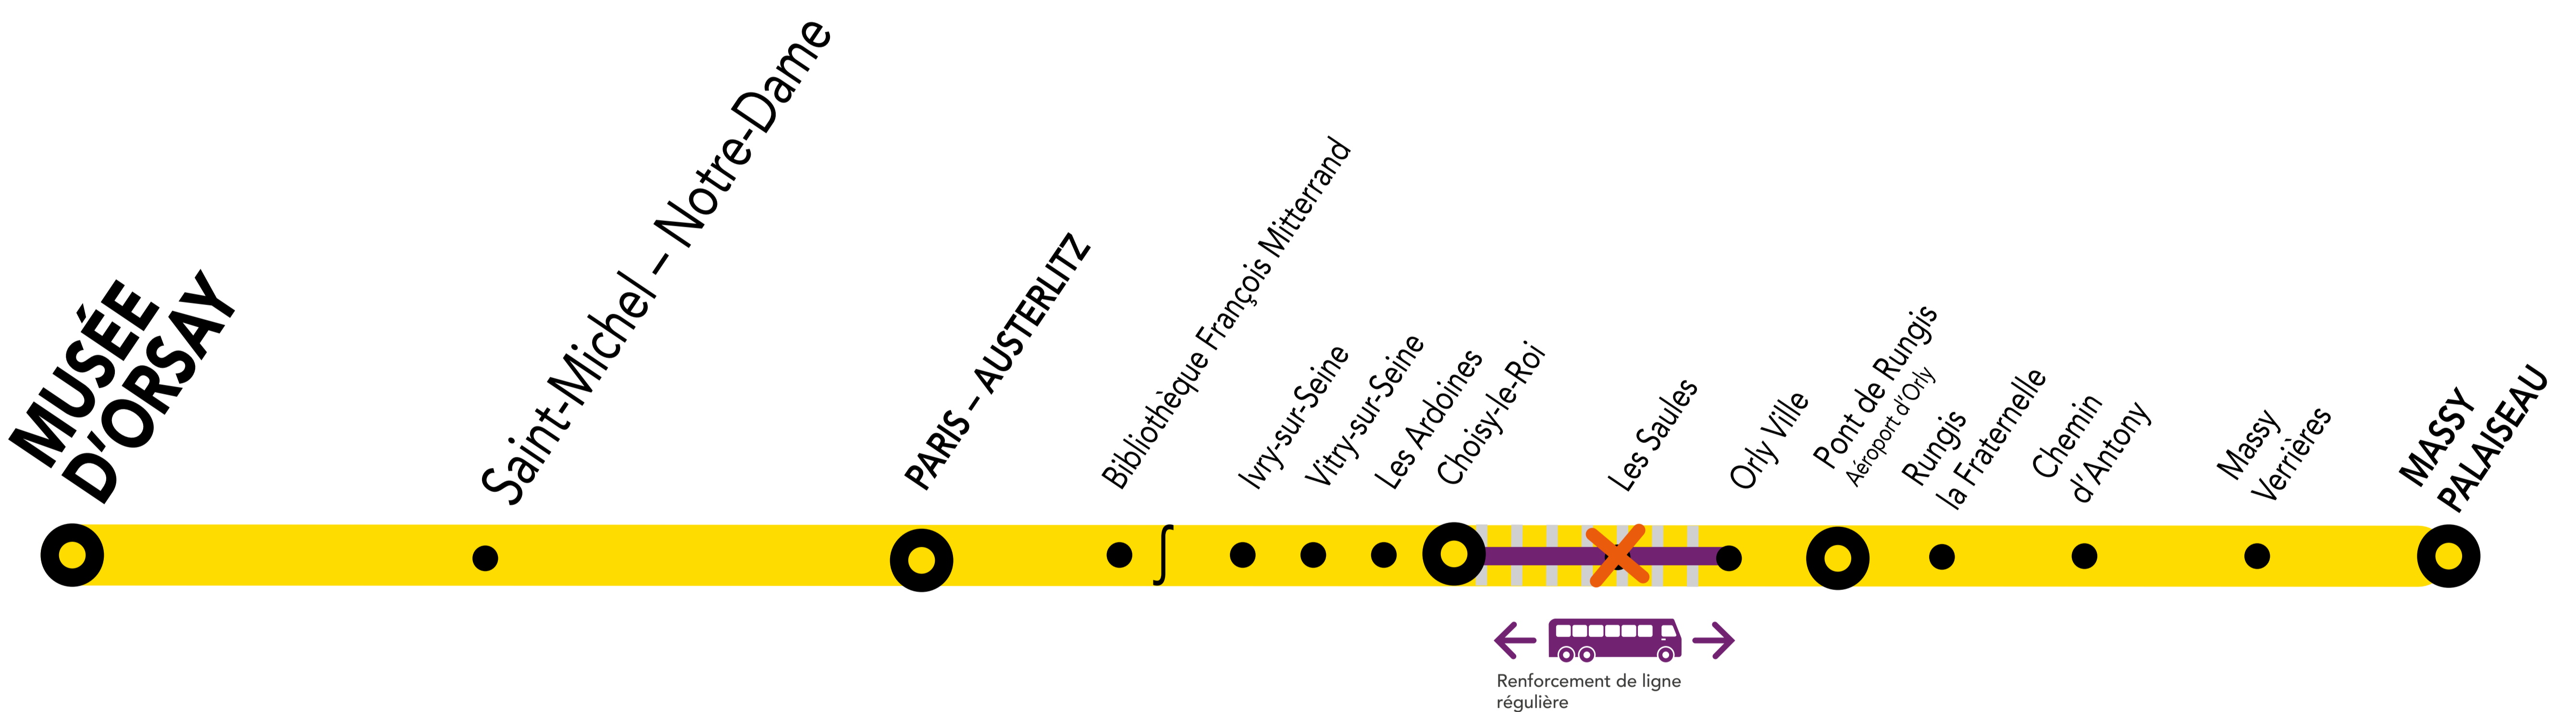 MUSÉE
D'ORSAY
Saint-Michel – Notre-Dame
PARIS – AUSTERLITZ
Bibliothèque François Mitterrand
Ivry-sur-Seine
Vitry-sur-Seine
Les Ardoines
Choisy-le-Roi
Les Saules
Orly Ville
Pont de Rungis
Aéroport d'Orly
Rungis
la Fraternelle
Chemin
d'Antony
Massy
Verrières
MASSY
PALAISEAU
Renforcement de ligne
régulière